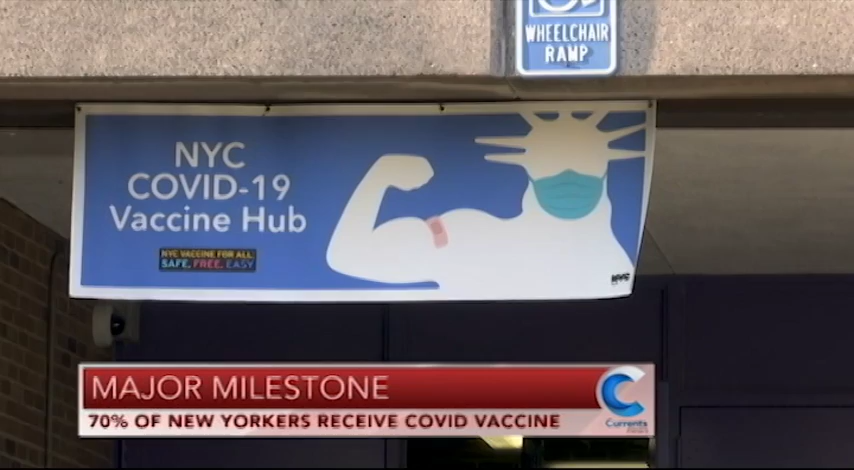 WHEELCHAIR
RAMP
NYC
COVID-19
Vaccine Hub
NYC VACCINE FOR ALL
SAFE. FREE. EASY
NYC
MAJOR MILESTONE
70% OF NEW YORKERS RECEIVE COVID VACCINE
Currents